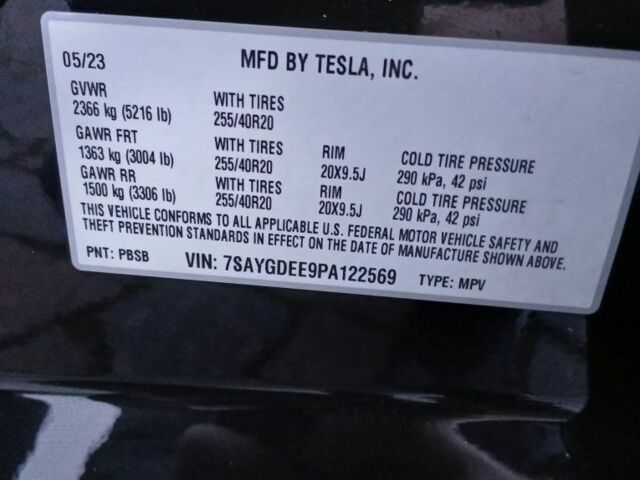 05/23 MFD BY TESLA, INC.
GVWR
2366 kg (5216 lb) WITH TIRES 255/40R20
GAWR FRT
1363 kg (3004 lb) WITH TIRES 255/40R20 RIM 20X9.5J COLD TIRE PRESSURE 290 kPa, 42 psi
GAWR RR
1500 kg (3306 lb) WITH TIRES 255/40R20 RIM 20X9.5J COLD TIRE PRESSURE 290 kPa, 42 psi
THIS VEHICLE CONFORMS TO ALL APPLICABLE U.S. FEDERAL MOTOR VEHICLE SAFETY AND
THEFT PREVENTION STANDARDS IN EFFECT ON THE DATE OF MANUFACTURE SHOWN ABOVE.
PNT: PBSB VIN: 7SAYGDEE9PA122569 TYPE: MPV